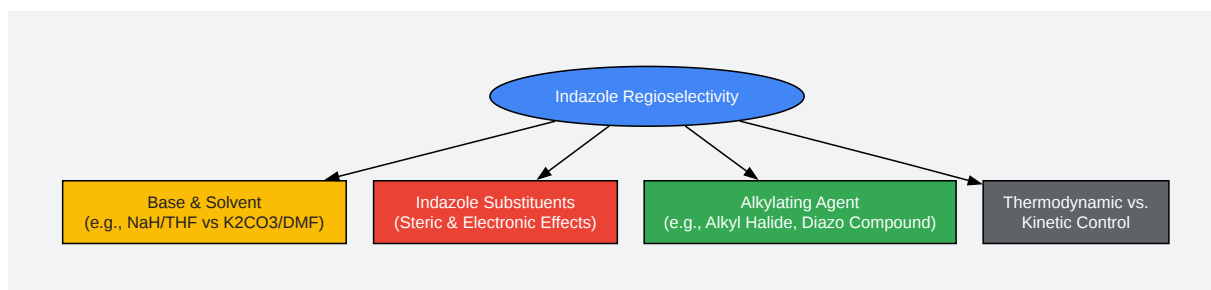 Indazole Regioselectivity
Base & Solvent
(e.g., NaH/THF vs K2CO3/DMF)
Indazole Substituents
(Steric & Electronic Effects)
Alkylating Agent
(e.g., Alkyl Halide, Diazo Compound)
Thermodynamic vs.
Kinetic Control